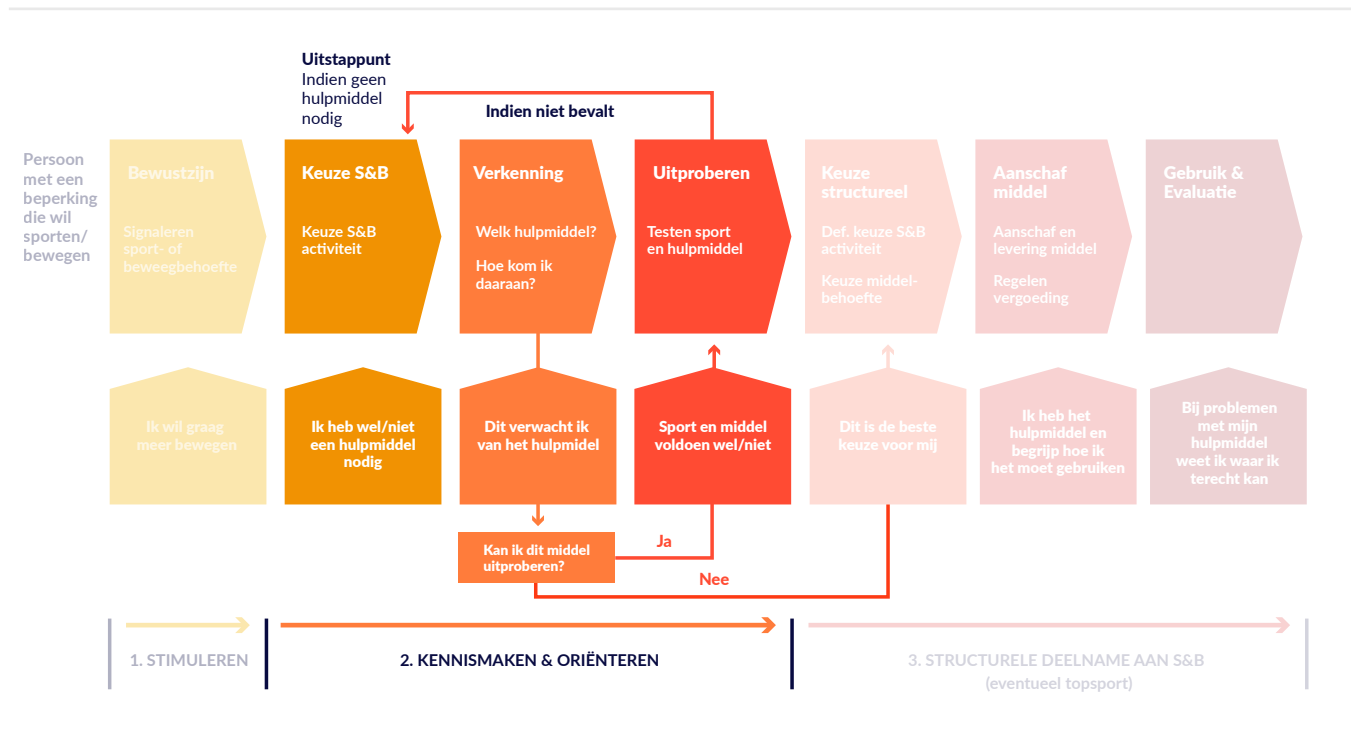 Uitstappunt
Indien geen
hulpmiddel
nodig
Indien niet bevalt
Persoon
met een
beperking
die wil
sporten/
bewegen
Bewustzijn
Signaleren
sport- of
beweegbehoefte
Keuze S&B
Keuze S&B
activiteit
Verkenning
Welk hulpmiddel?
Hoe kom ik
daaraan?
Uitproberen
Testen sport
en hulpmiddel
Keuze
structureel
Def. keuze S&B
activiteit
Keuze middel-
behoefte
Aanschaf
middel
Aanschaf en
levering middel
Regelen
vergoeding
Gebruik &
Evaluatie
Ik wil graag
meer bewegen
Ik heb wel/niet
een hulpmiddel
nodig
Dit verwacht ik
van het hulpmidel
Sport en middel
voldoen wel/niet
Dit is de beste
keuze voor mij
Ik heb het
hulpmiddel en
begrijp hoe ik
het moet gebruiken
Bij problemen
met mijn
hulpmiddel
weet ik waar ik
terecht kan
Kan ik dit middel
uitproberen?
Ja
Nee
1. STIMULEREN
2. KENNISMAKEN & ORIËNTEREN
3. STRUCTURELE DEELNAME AAN S&B
(eventueel topsport)